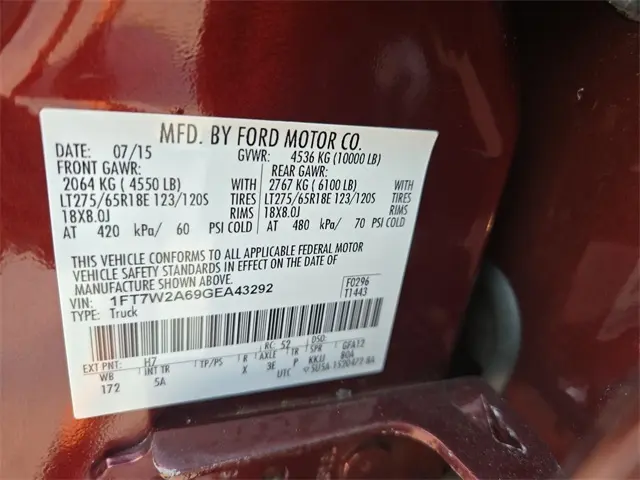 MFD. BY FORD MOTOR CO.
DATE: 07/15 GVWR: 4536 KG (10000 LB)
FRONT GAWR: REAR GAWR:
2064 KG ( 4550 LB) WITH 2767 KG ( 6100 LB) WITH
LT275/65R18E 123/120S TIRES LT275/65R18E 123/120S TIRES
18X8.0J RIMS 18X8.0J RIMS
AT 420 kPa/ 60 PSI COLD AT 480 kPa/ 70 PSI COLD
THIS VEHICLE CONFORMS TO ALL APPLICABLE FEDERAL MOTOR
VEHICLE SAFETY STANDARDS IN EFFECT ON THE DATE OF
MANUFACTURE SHOWN ABOVE.
VIN: 1FT7W2A69GEA43292 F0296
TYPE: Truck T1443
EXT PNT: H7 RC: 52 DSO:
WB INT TR TP/PS R AXLE TR SPR GFA12
172 5A X 3E P KKJJ BOA
UTC